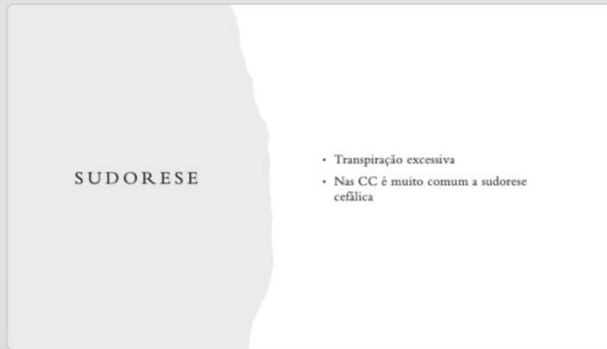 SUDORESE
• Transpiração excessiva
• Nas CC é muito comum a sudorese
cefálica